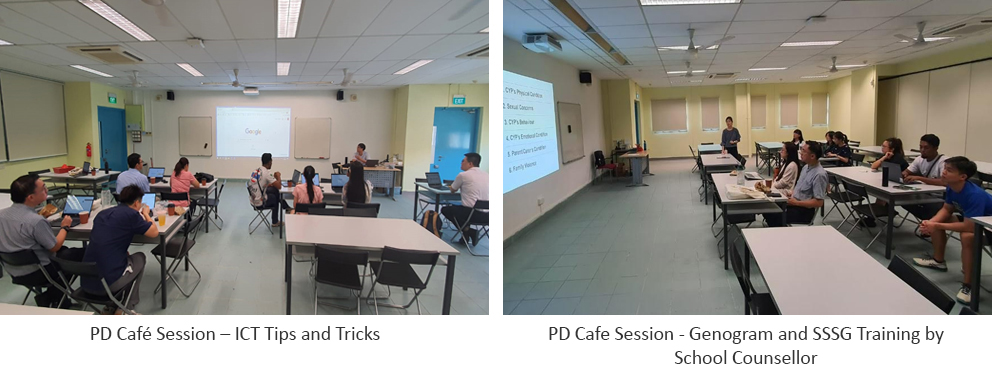 EXIT
Google
EXIT
1. CYP's Physical Condition
2. Sexual Concerns
3. CYP's Behaviour
4. CYP's Emotional Condition
5. Parent/Carer's Condition
6. Family Violence
PD Café Session – ICT Tips and Tricks
PD Cafe Session - Genogram and SSSG Training by
School Counsellor